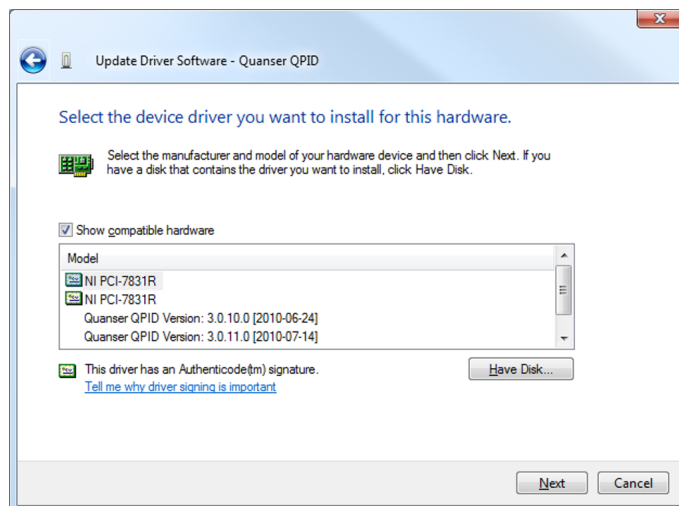 Update Driver Software - Quanser QPID
Select the device driver you want to install for this hardware.
Select the manufacturer and model of your hardware device and then click Next. If you
have a disk that contains the driver you want to install, click Have Disk.
Show compatible hardware
Model
NI PCI-7831R
NI PCI-7831R
Quanser QPID Version: 3.0.10.0 [2010-06-24]
Quanser QPID Version: 3.0.11.0 [2010-07-14]
This driver has an Authenticode(tm) signature.
Have Disk...
Tell me why driver signing is important
Next
Cancel